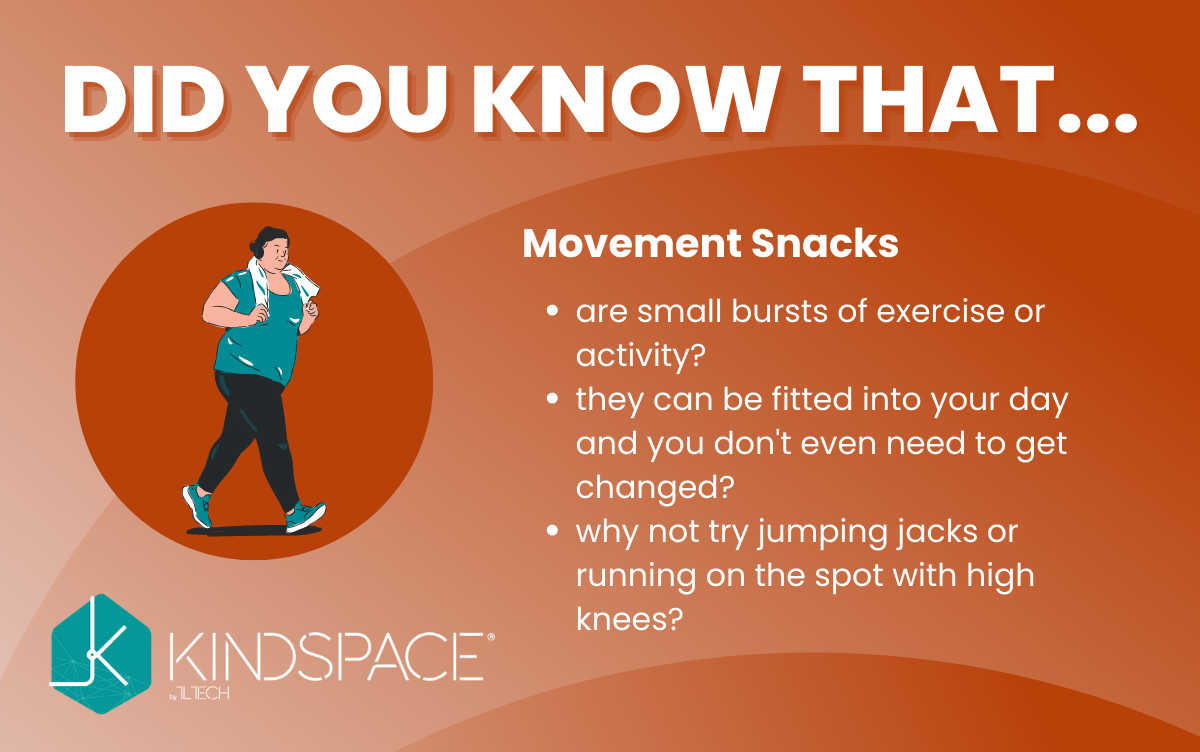 DID YOU KNOW THAT...
Movement Snacks
• are small bursts of exercise or
activity?
• they can be fitted into your day
and you don't even need to get
changed?
• why not try jumping jacks or
running on the spot with high
knees?
KINDSPACE®
by TLTECH